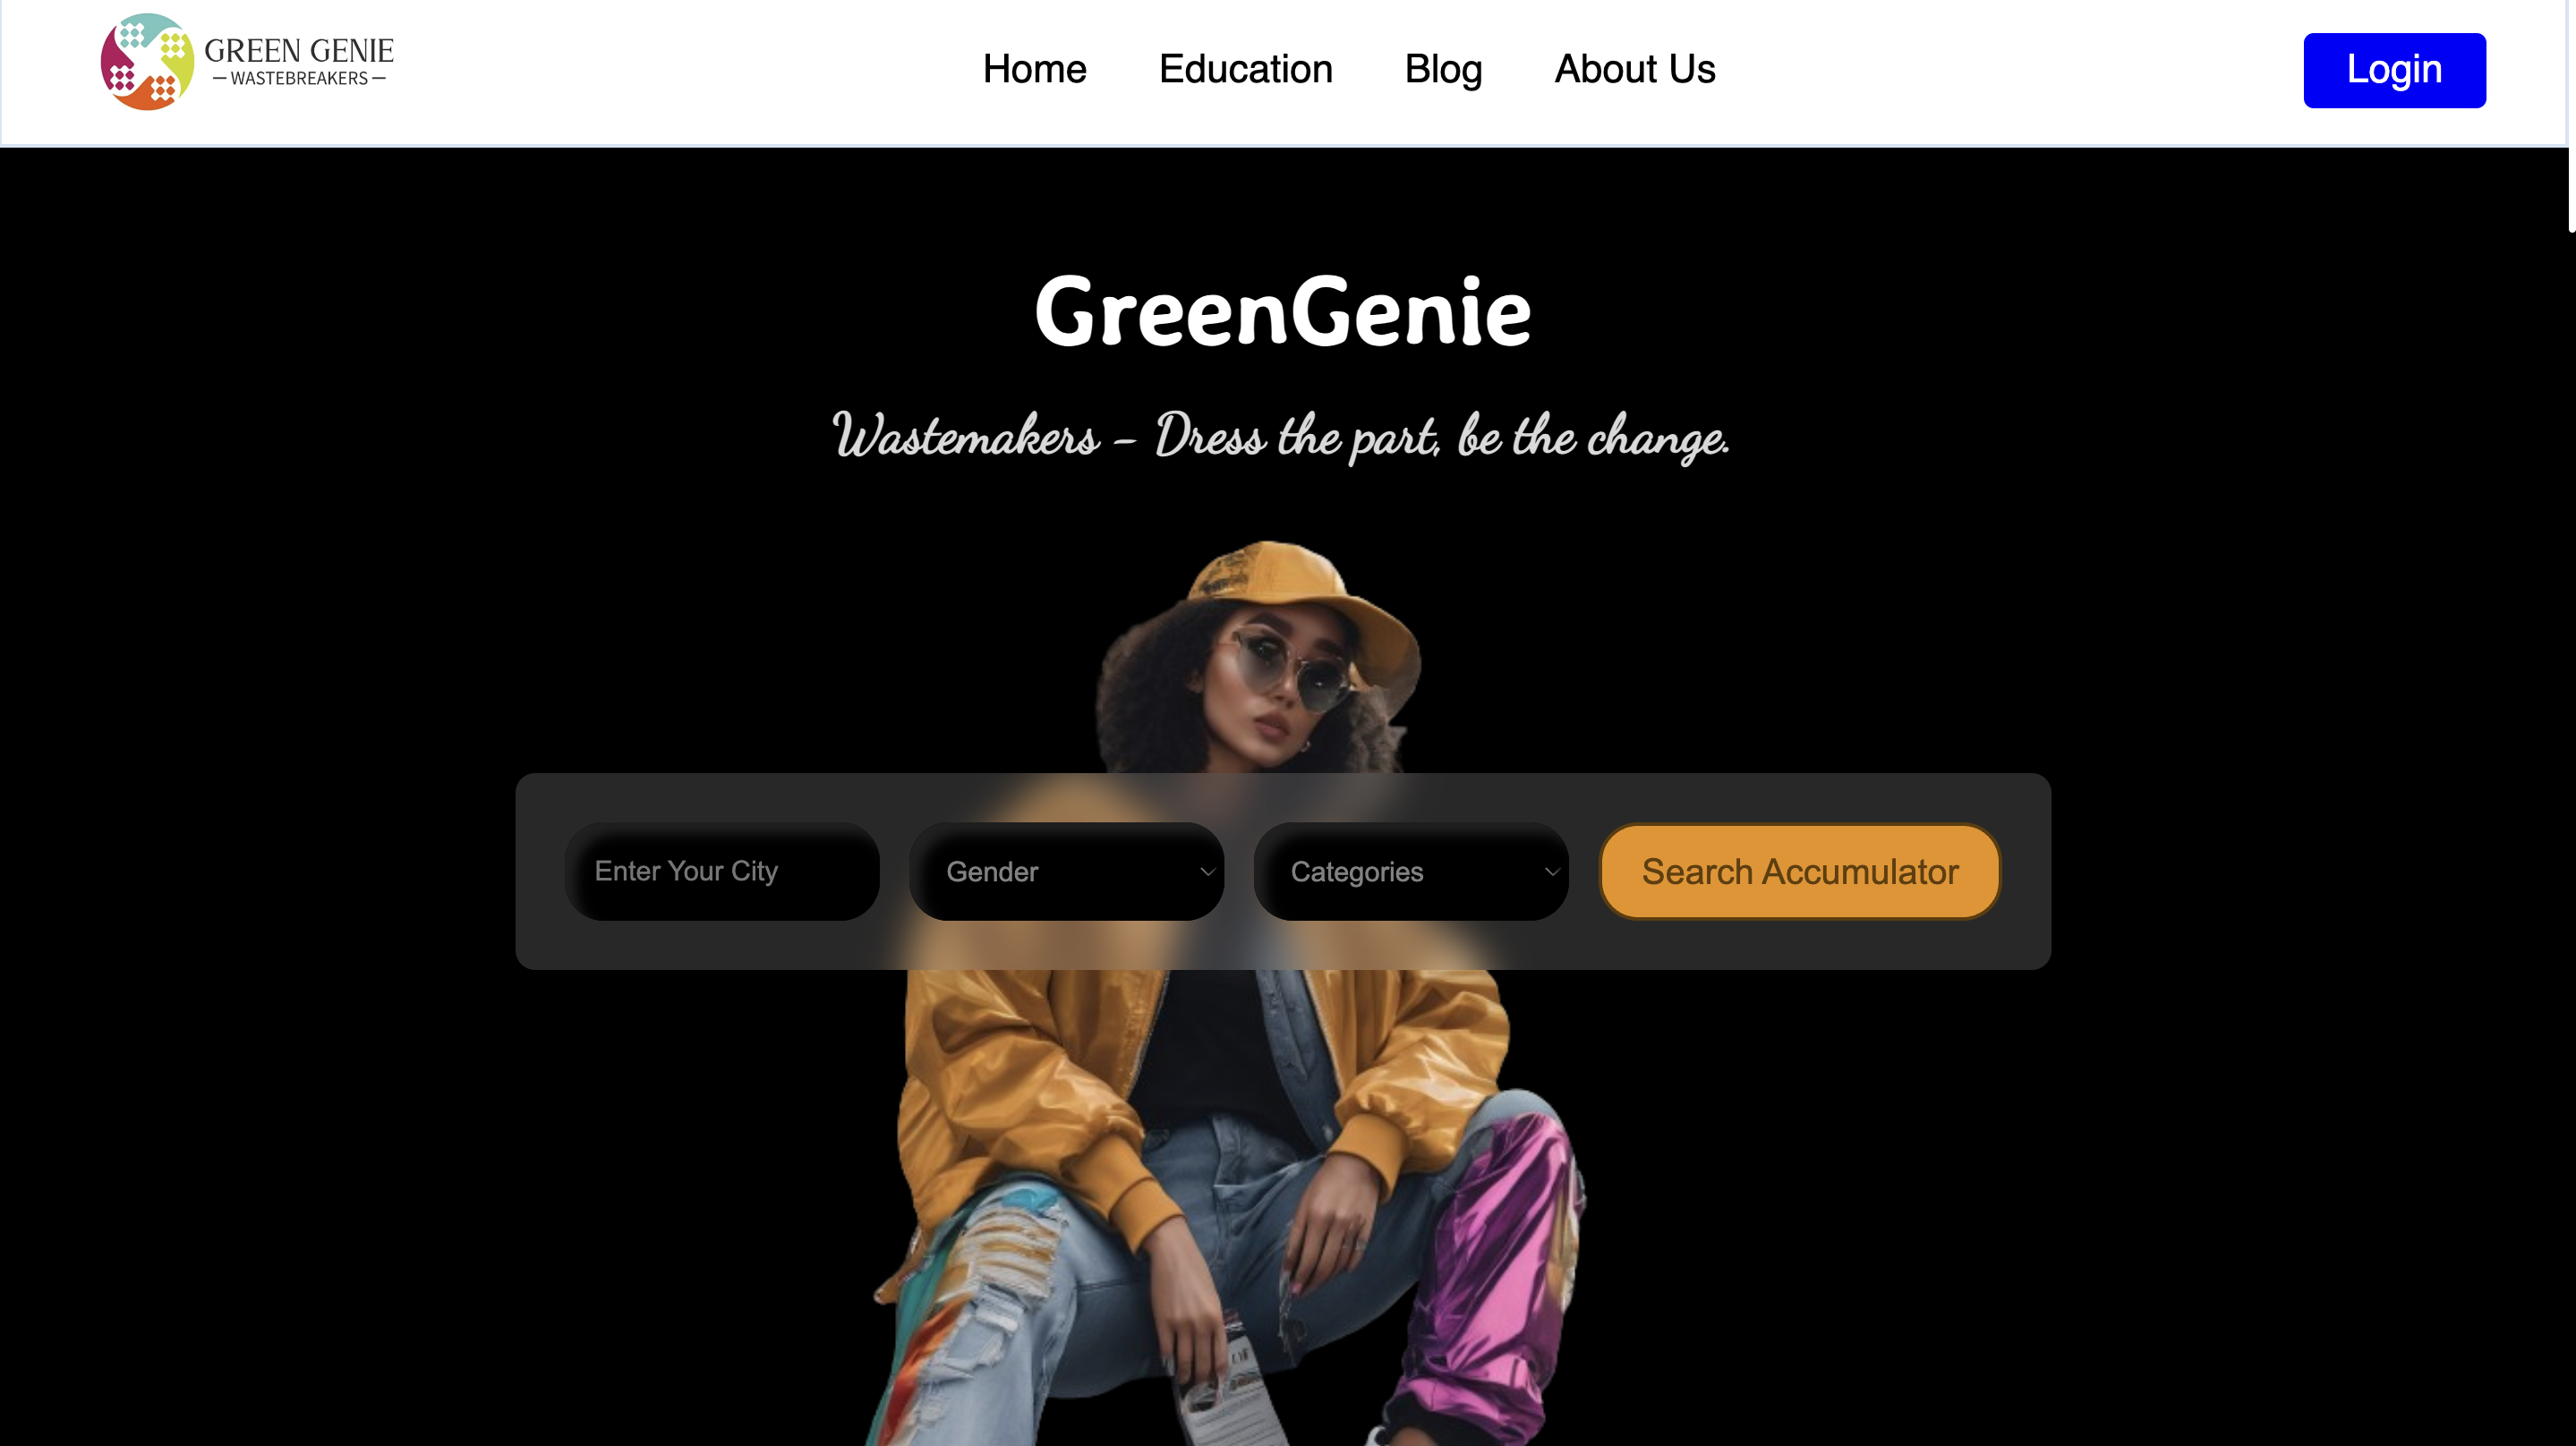 GREEN GENIE
— WASTEBREAKERS —
Home Education Blog About Us
Login
GreenGenie
Wastemakers - Dress the part, be the change.
Enter Your City
Gender
Categories
Search Accumulator